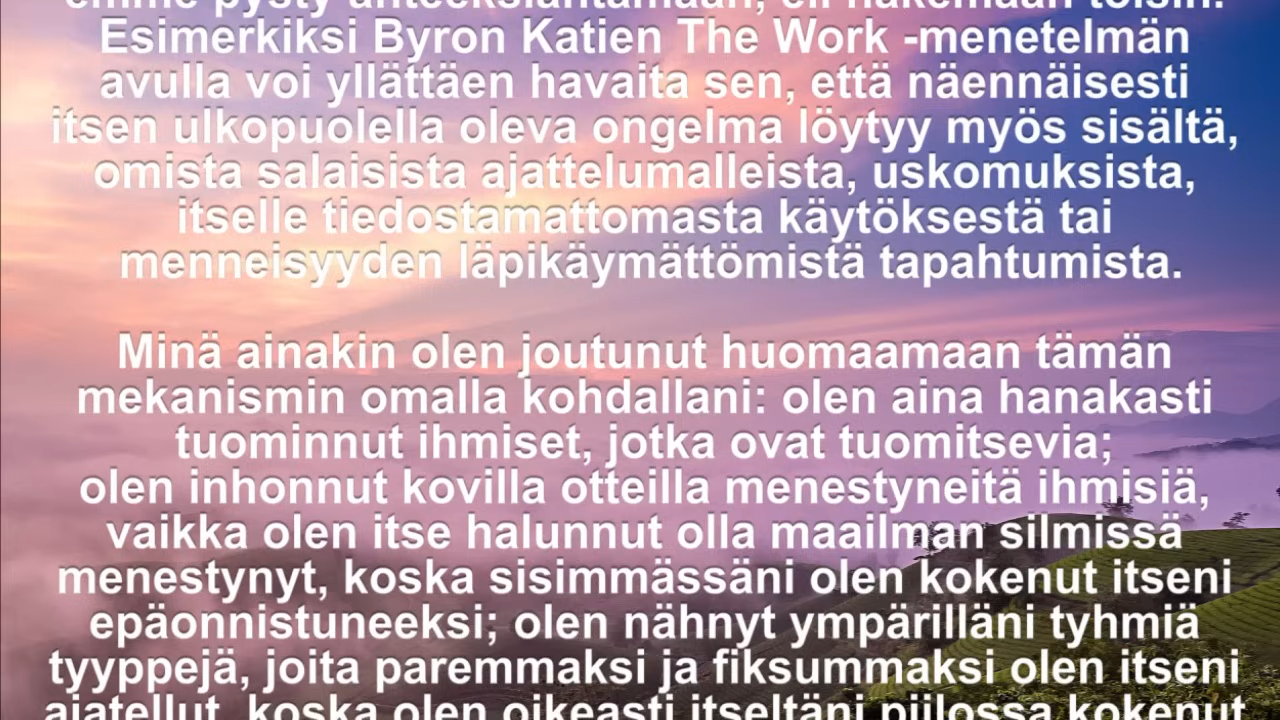 emme pysty anteeksiantamaan, eli näkemään toisin.
Esimerkiksi Byron Katien The Work -menetelmän
avulla voi yllättäen havaita sen, että näennäisesti
itsen ulkopuolella oleva ongelma löytyy myös sisältä,
omista salaisista ajattelumalleista, uskomuksista,
itselle tiedostamattomasta käytöksestä tai
menneisyyden läpikäymättömistä tapahtumista.
Minä ainakin olen joutunut huomaamaan tämän
mekanismin omalla kohdallani: olen aina hanakasti
tuominnut ihmiset, jotka ovat tuomitsevia;
olen inhonnut kovilla otteilla menestyneitä ihmisiä,
vaikka olen itse halunnut olla maailman silmissä
menestynyt, koska sisimmässäni olen kokenut itseni
epäonnistuneeksi; olen nähnyt ympärilläni tyhmiä
tyyppejä, joita paremmaksi ja fiksummaksi olen itseni
ajatellut, koska olen oikeasti itseltäni piilossa kokenut